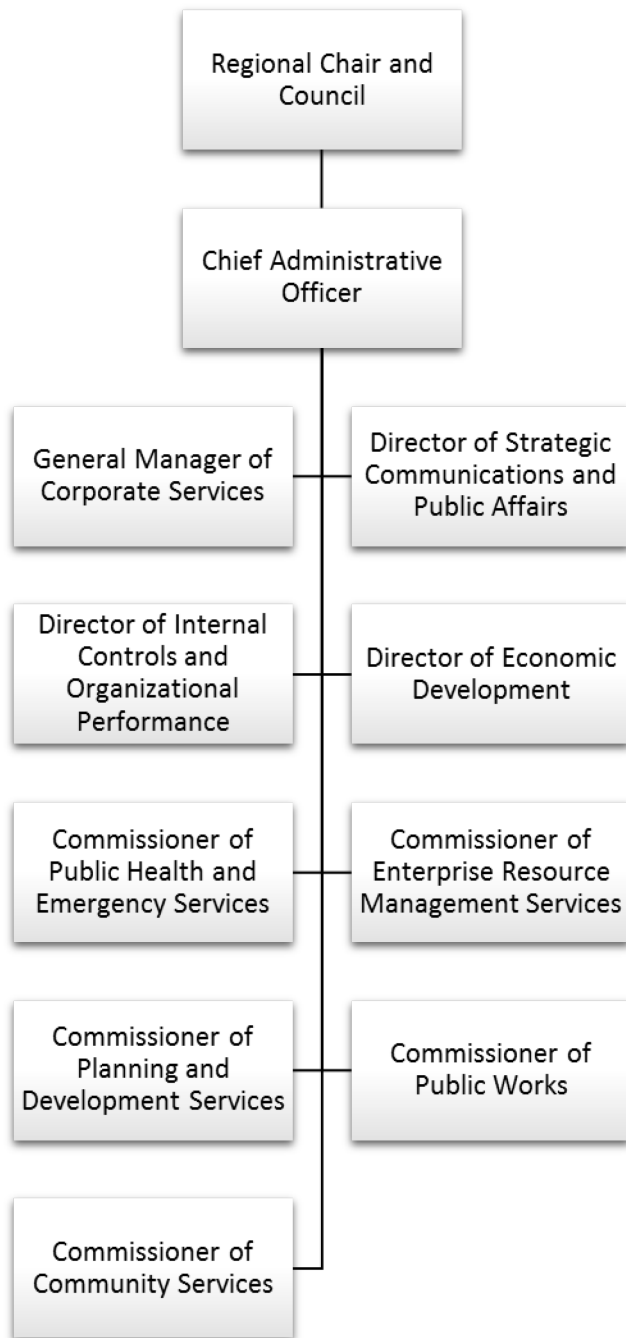 Regional Chair and
Council
Chief Administrative
Officer
General Manager of
Corporate Services
Director of Strategic
Communications and
Public Affairs
Director of Internal
Controls and
Organizational
Performance
Director of Economic
Development
Commissioner of
Public Health and
Emergency Services
Commissioner of
Enterprise Resource
Management Services
Commissioner of
Planning and
Development Services
Commissioner of
Public Works
Commissioner of
Community Services